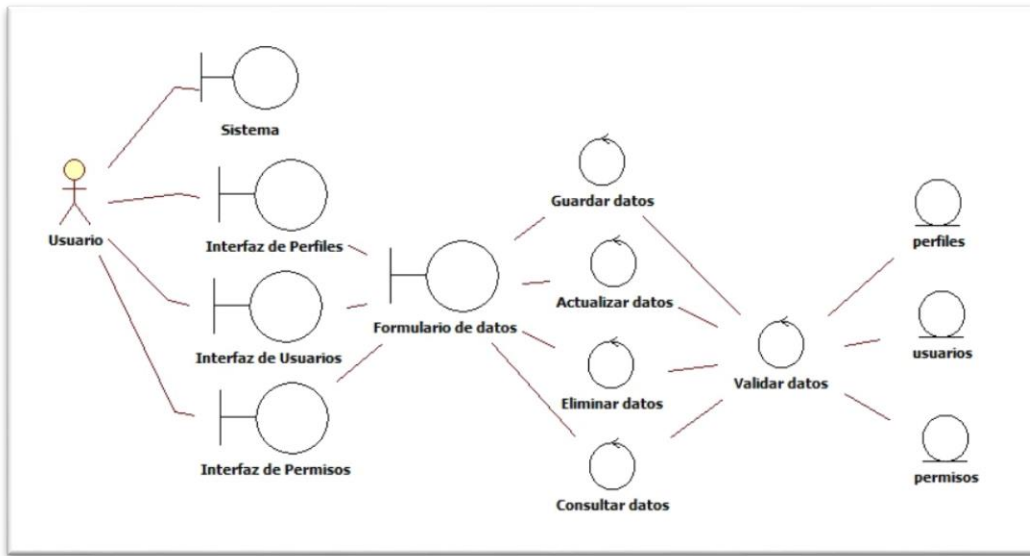 Sistema
Usuario
Interfaz de Perfiles
Interfaz de Usuarios
Interfaz de Permisos
Formulario de datos
Guardar datos
Actualizar datos
Eliminar datos
Consultar datos
Validar datos
perfiles
usuarios
permisos